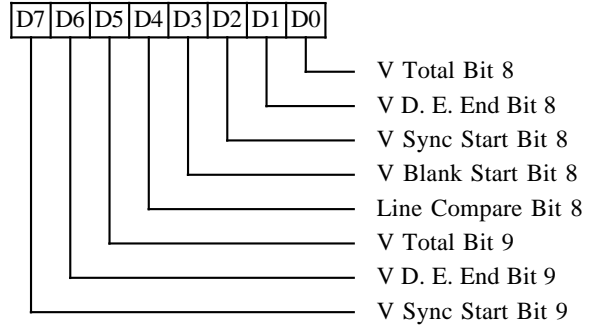 D7 D6 D5 D4 D3 D2 D1 D0
V Total Bit 8
V D. E. End Bit 8
V Sync Start Bit 8
V Blank Start Bit 8
Line Compare Bit 8
V Total Bit 9
V D. E. End Bit 9
V Sync Start Bit 9